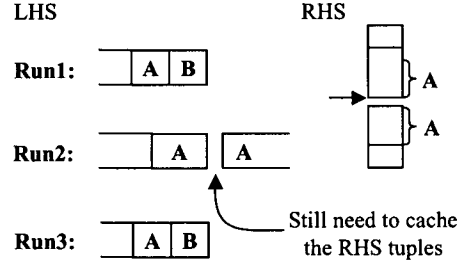 LHS
RHS
Run1:
A B
A
A
Run2:
A
A
Still need to cache
the RHS tuples
Run3:
A B